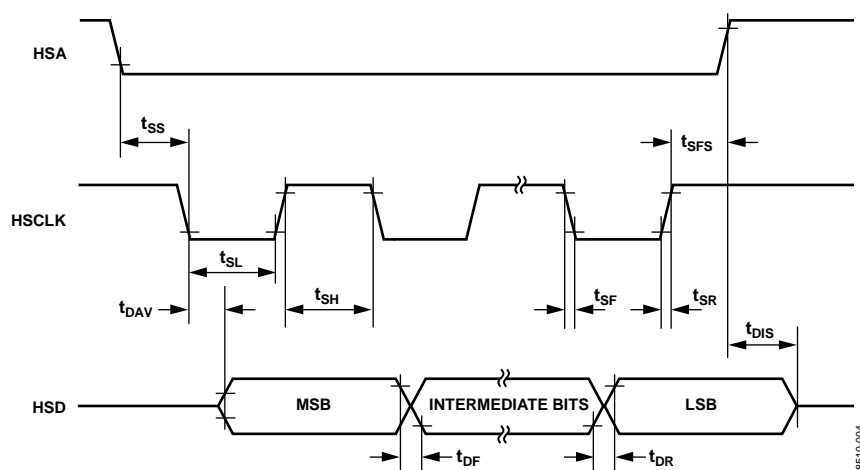 HSA
tSS
tSFS
HSCLK
tSL
tSH
tSF
tSR
tDAV
tDIS
HSD
MSB
INTERMEDIATE BITS
LSB
tDF
tDR